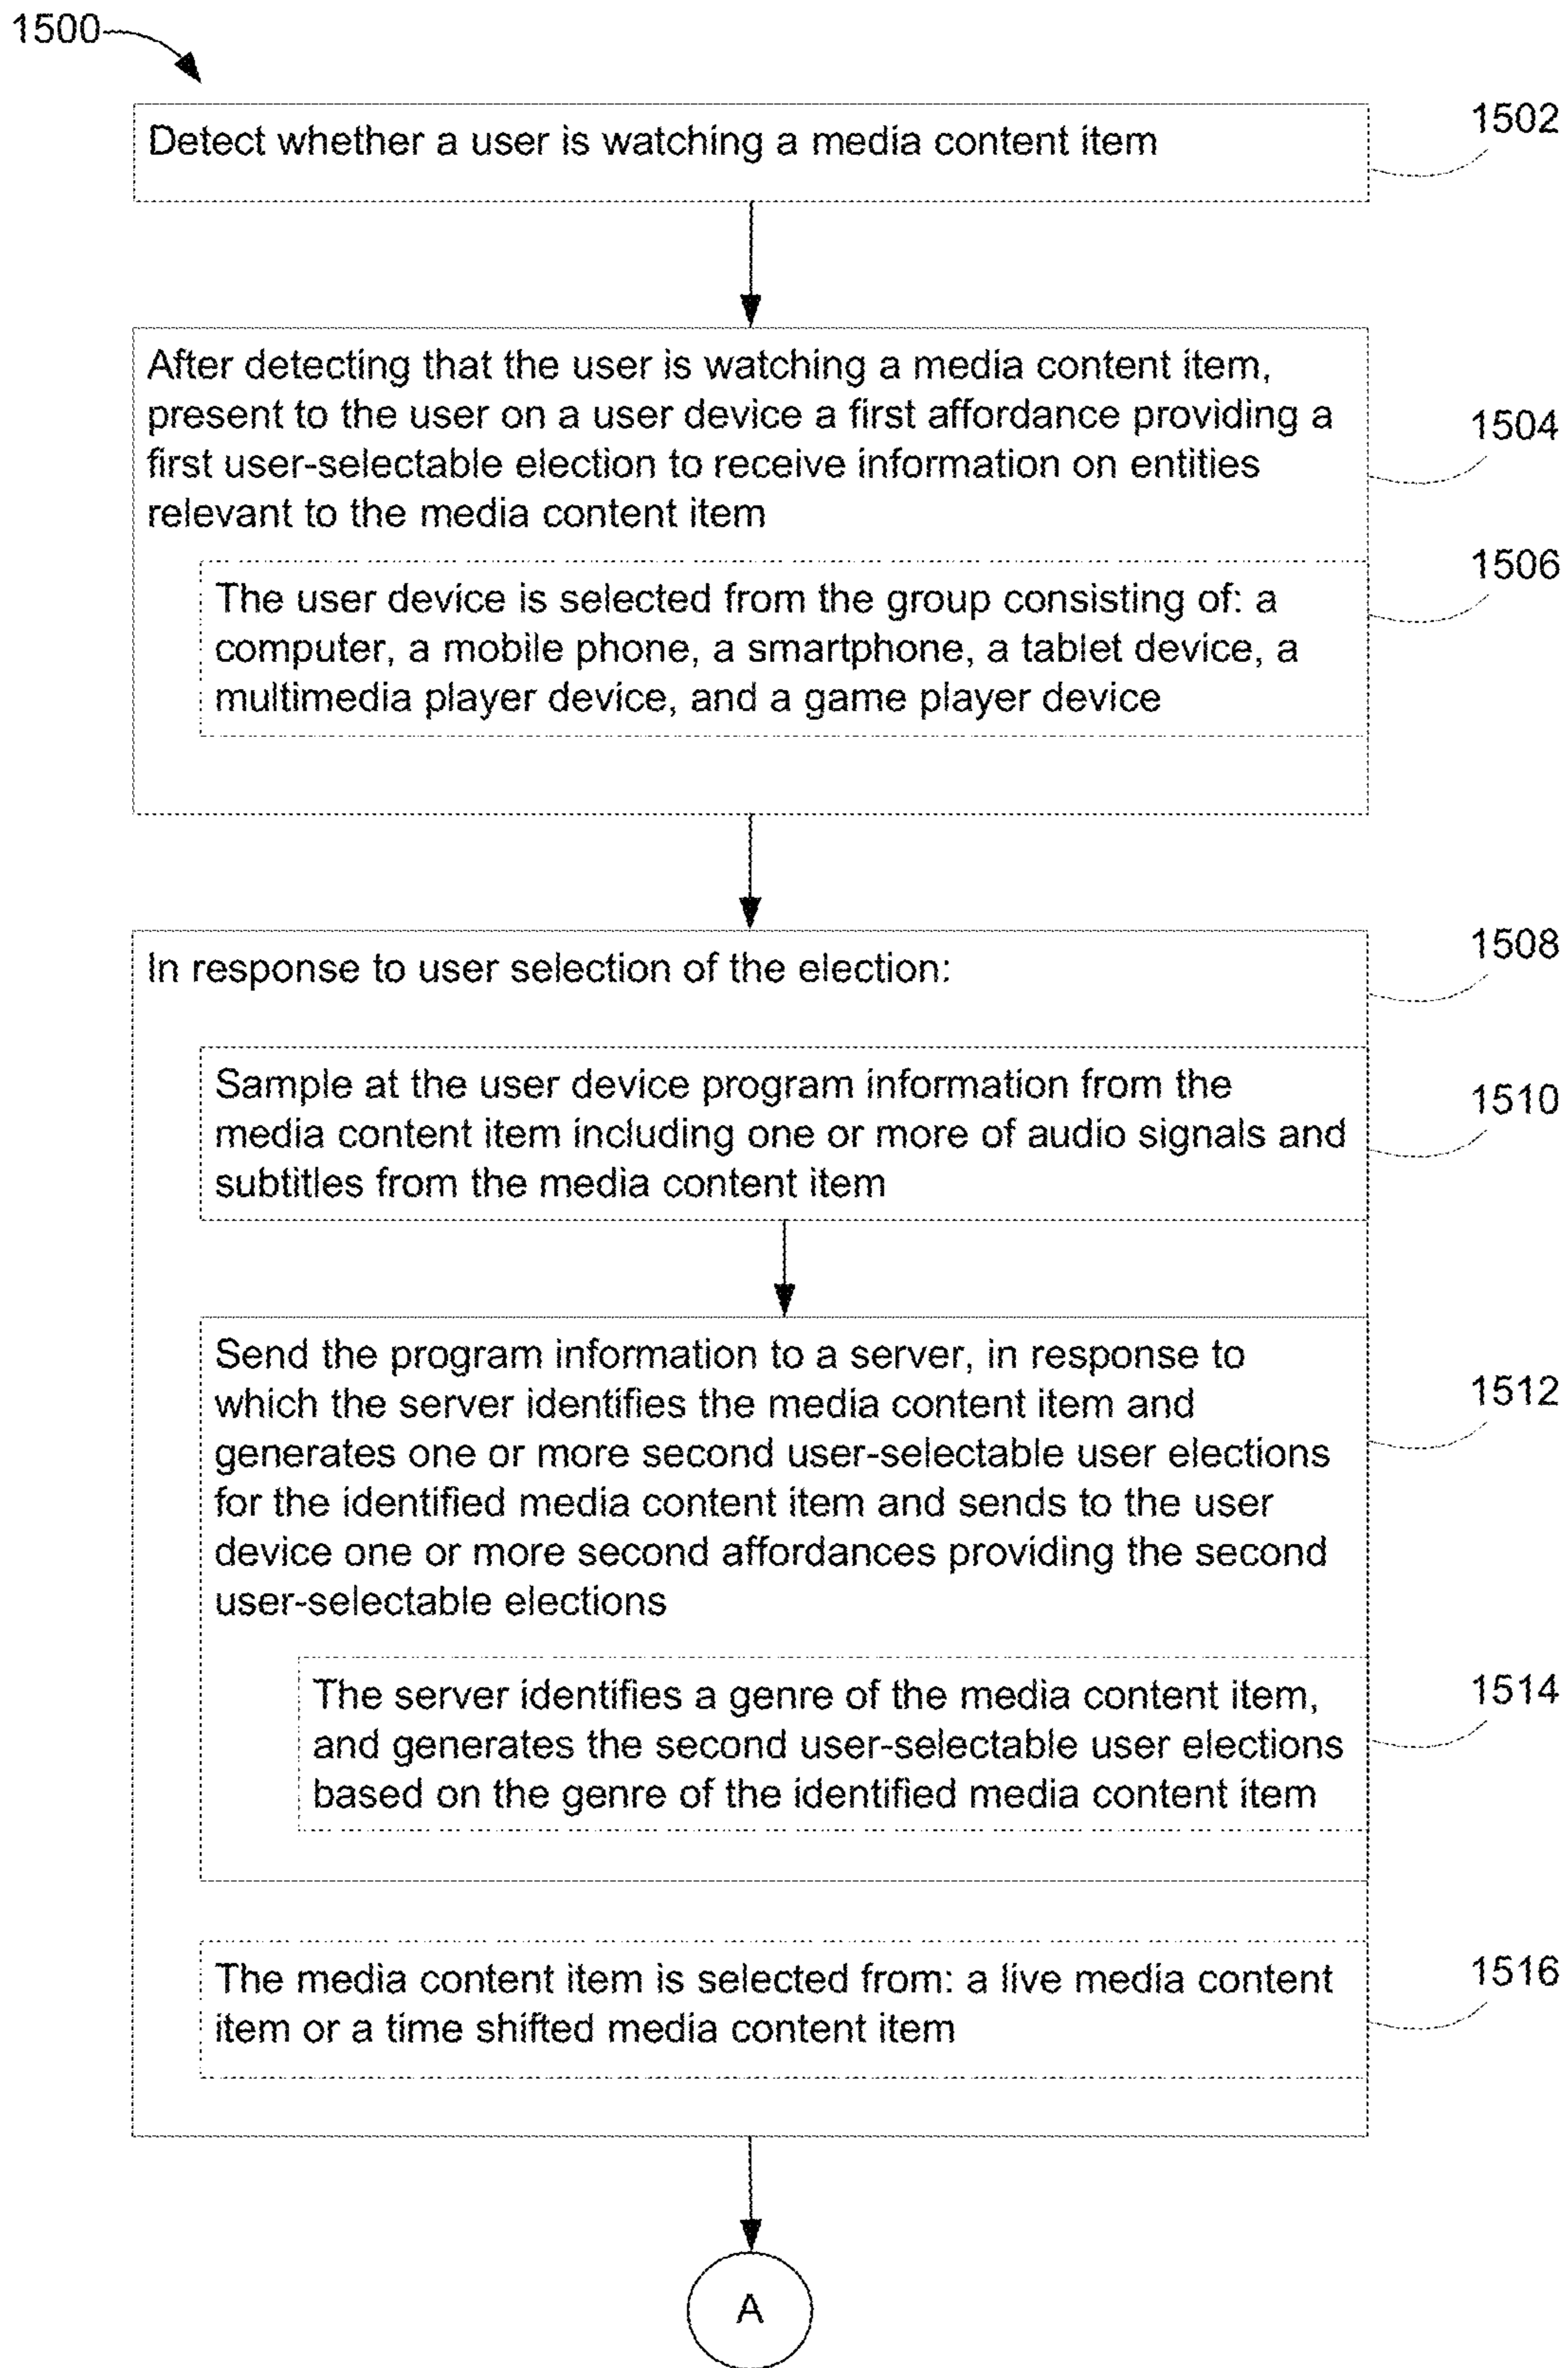 1500
Detect whether a user is watching a media content item
1502
After detecting that the user is watching a media content item,
present to the user on a user device a first affordance providing a
first user-selectable election to receive information on entities
relevant to the media content item
1504
The user device is selected from the group consisting of: a
computer, a mobile phone, a smartphone, a tablet device, a
multimedia player device, and a game player device
1506
In response to user selection of the election:
1508
Sample at the user device program information from the
media content item including one or more of audio signals and
subtitles from the media content item
1510
Send the program information to a server, in response to
which the server identifies the media content item and
generates one or more second user-selectable user elections
for the identified media content item and sends to the user
device one or more second affordances providing the second
user-selectable elections
1512
The server identifies a genre of the media content item,
and generates the second user-selectable user elections
based on the genre of the identified media content item
1514
The media content item is selected from: a live media content
item or a time shifted media content item
1516
A